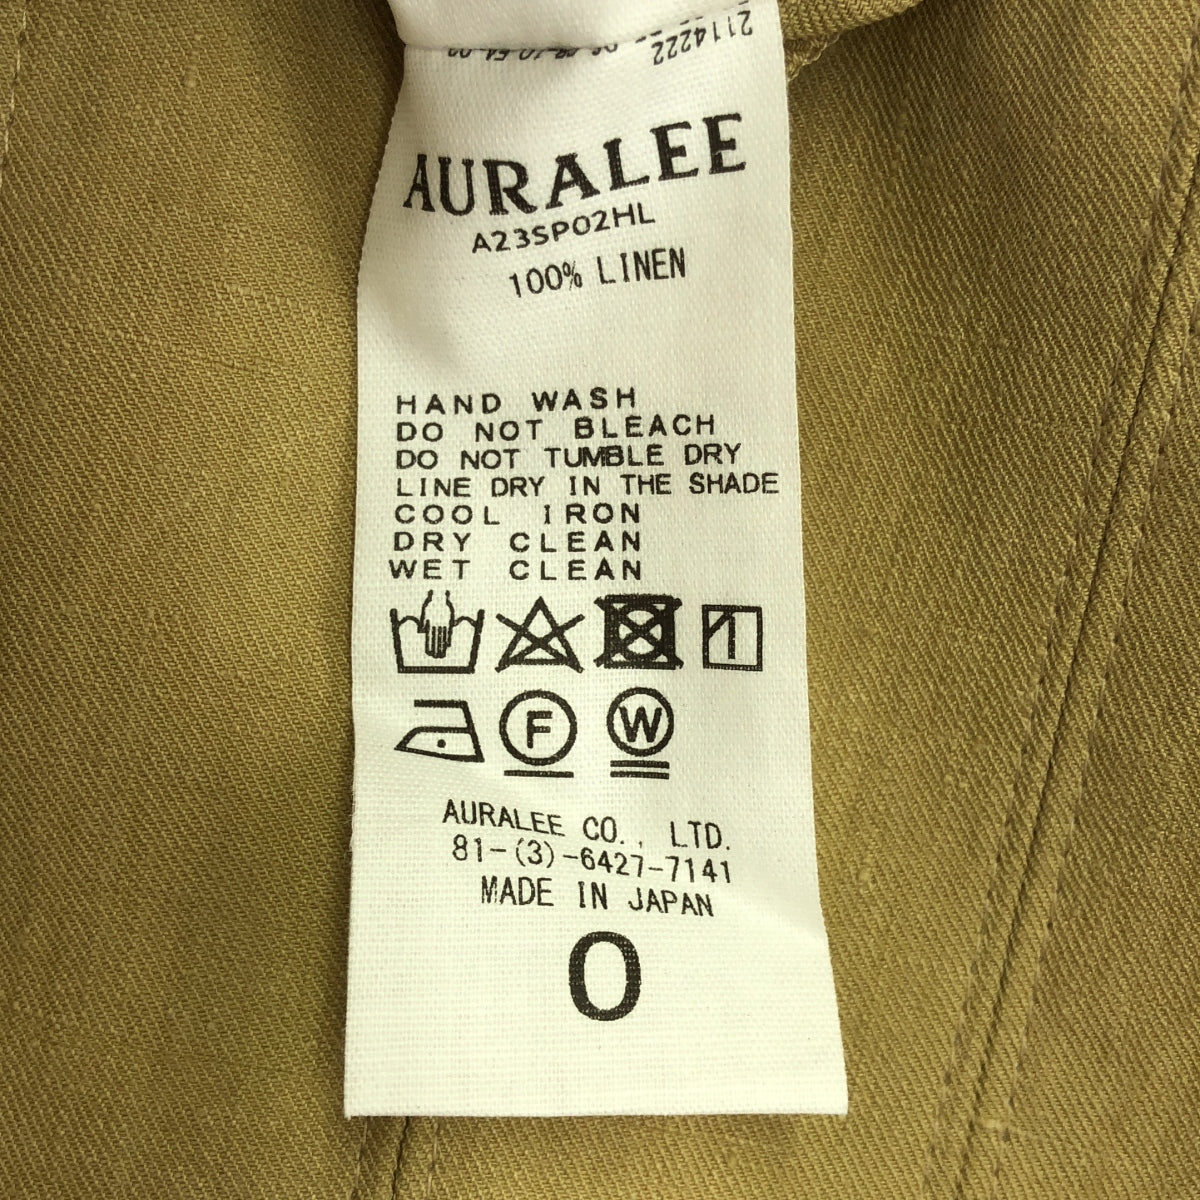 2114222
AURALEE
A23SP02HL
100% LINEN
HAND WASH
DO NOT BLEACH
DO NOT TUMBLE DRY
LINE DRY IN THE SHADE
COOL IRON
DRY CLEAN
WET CLEAN
F W
AURALEE CO., LTD.
81-(3)-6427-7141
MADE IN JAPAN
0